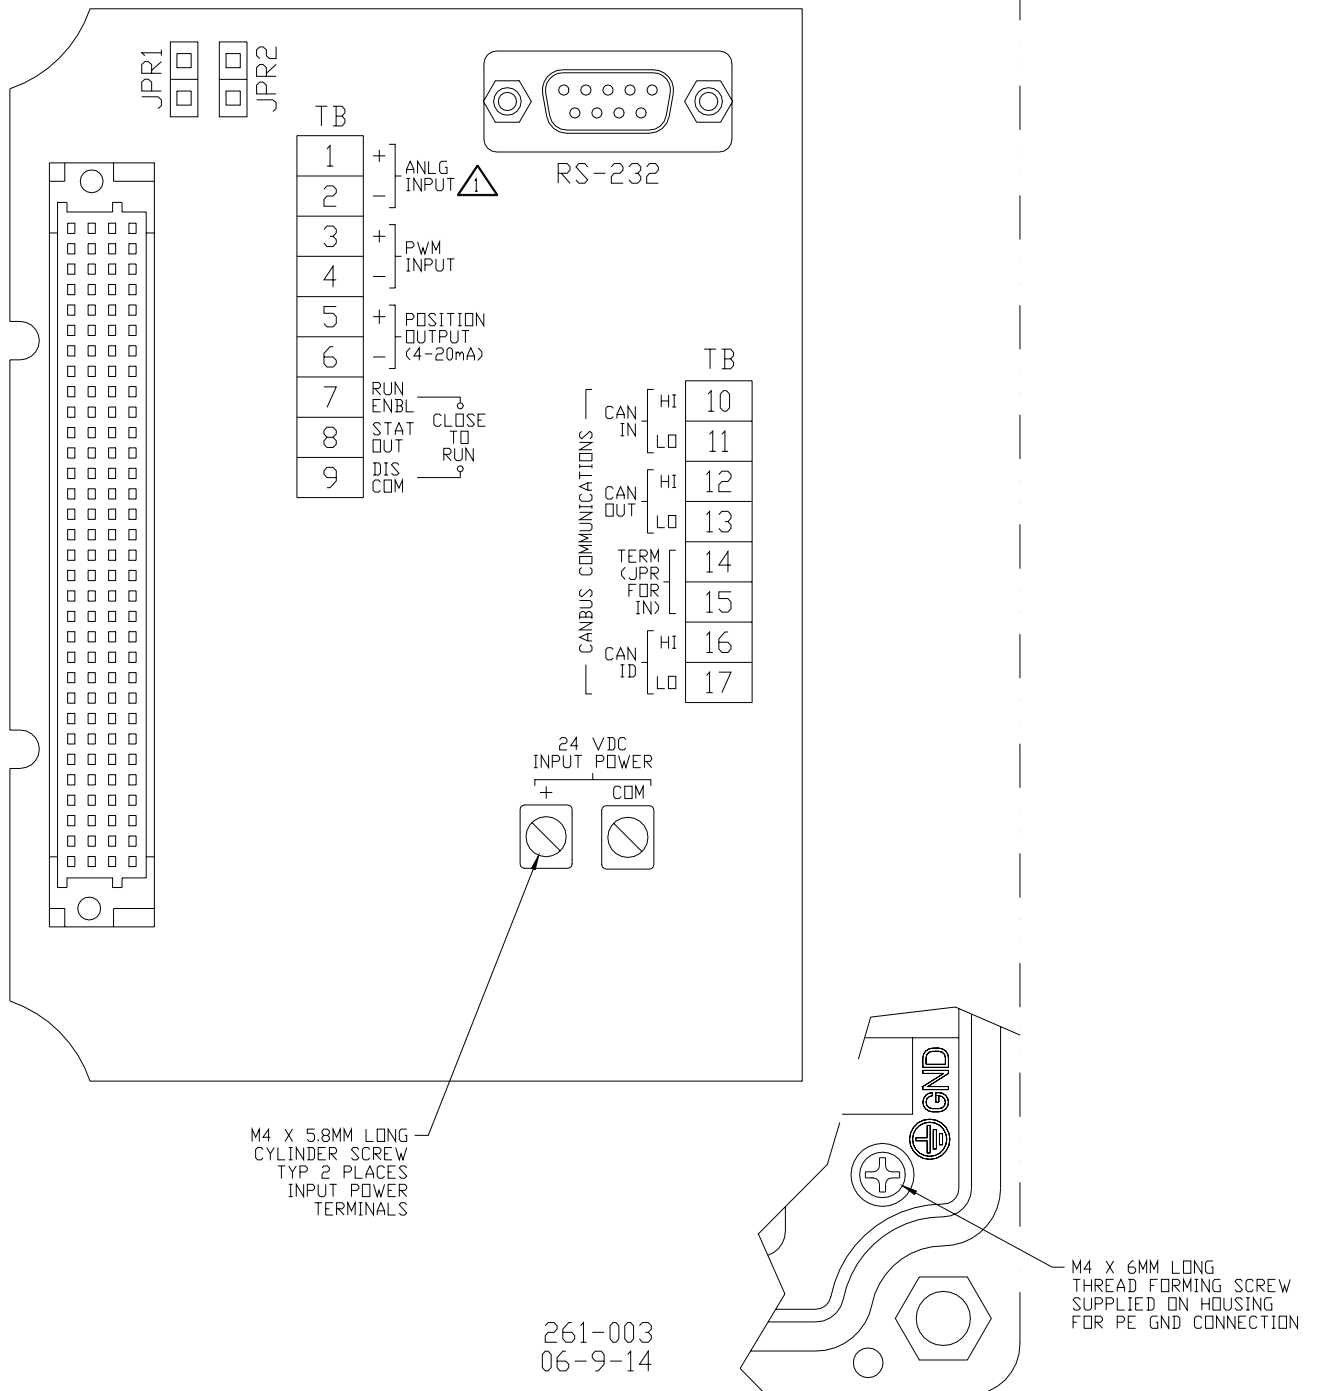 JPR1
JPR2
TB
1 +
2 −
ANLG
INPUT
1
3 +
4 −
PWM
INPUT
5 +
6 −
POSITION
OUTPUT
(4-20mA)
7
RUN
ENBL
8
STAT
OUT
9
DIS
COM
CLOSE
TO
RUN
RS-232
TB
CANBUS COMMUNICATIONS
CAN
IN
HI 10
LO 11
CAN
OUT
HI 12
LO 13
TERM
(JPR
FOR
IN)
14
15
CAN
ID
HI 16
LO 17
24 VDC
INPUT POWER
+ COM
M4 X 5.8MM LONG
CYLINDER SCREW
TYP 2 PLACES
INPUT POWER
TERMINALS
GND
M4 X 6MM LONG
THREAD FORMING SCREW
SUPPLIED ON HOUSING
FOR PE GND CONNECTION
261-003
06-9-14